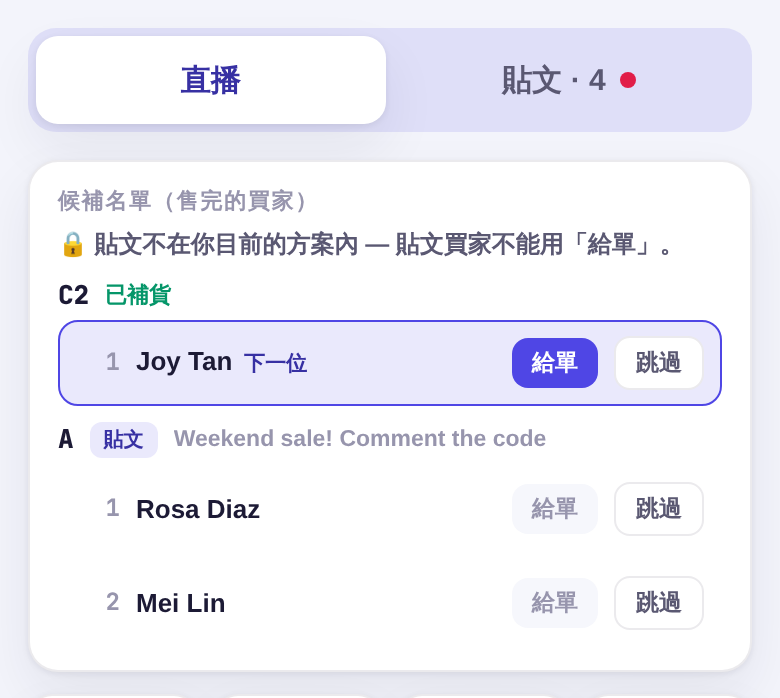 直播
貼文 · 4
候補名單（售完的買家）
🔒 貼文不在你目前的方案內 — 貼文買家不能用「給單」。
C2 已補貨
1 Joy Tan 下一位 給單 跳過
A 貼文 Weekend sale! Comment the code
1 Rosa Diaz 給單 跳過
2 Mei Lin 給單 跳過